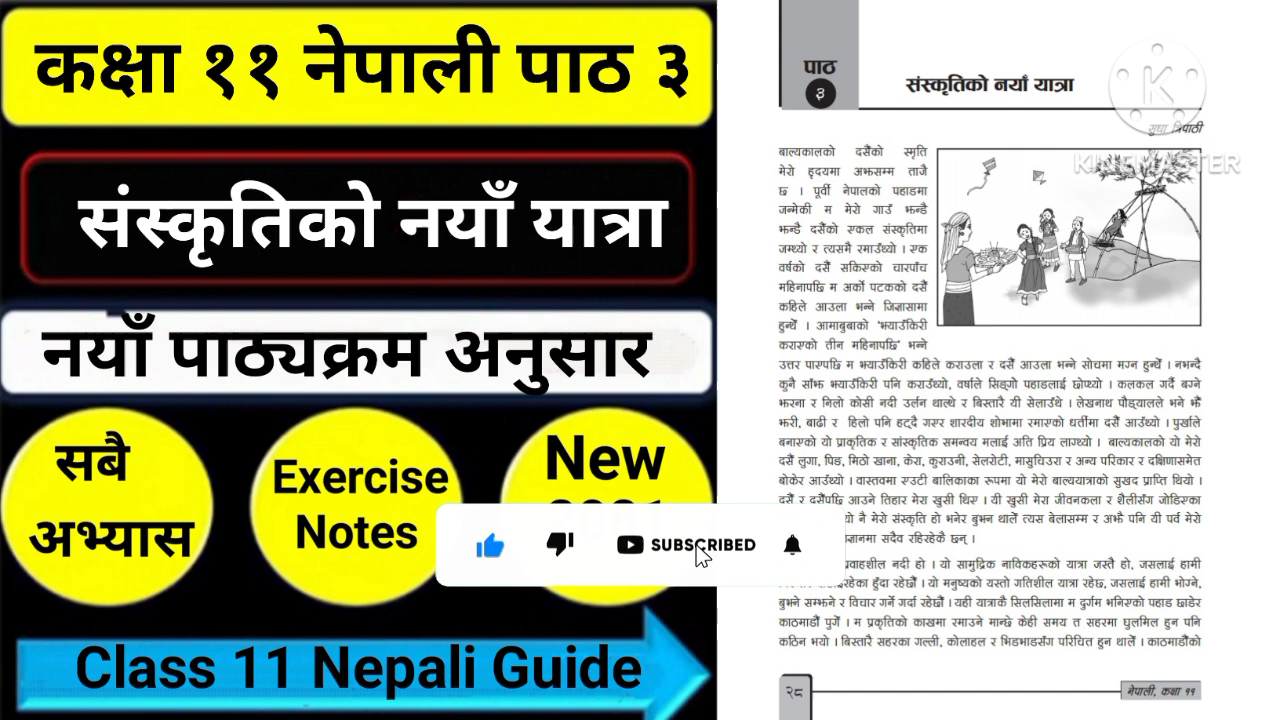 कक्षा ११ नेपाली पाठ ३
संस्कृतिको नयाँ यात्रा
नयाँ पाठ्यक्रम अनुसार
सबै
अभ्यास
Exercise
Notes
New
SUBSCRIBED
Class 11 Nepali Guide
पाठ
३
संस्कृतिको नयाँ यात्रा
K
सुधा त्रिपाठी
KINEMASTER
बाल्यकालको दसैँको स्मृति
मेरो हृदयमा अझसम्म ताजै
छ । पूर्वी नेपालको पहाडमा
जन्मेकी म मेरो गाउँ झन्डै
झन्डै दसैँको एकल संस्कृतिमा
जम्थ्यो र त्यसमै रमाउँथ्यो । एक
वर्षको दसैँ सकिएको चारपाँच
महिनापछि म अर्को पटकको दसैँ
कहिले आउला भन्ने जिज्ञासामा
हुन्थेँ । आमाबुबाको 'झ्याउँकिरी
कराएको तीन महिनापछि' भन्ने
उत्तर पाएपछि म झ्याउँकिरी कहिले कराउला र दसैँ आउला भन्ने सोचमा मग्न हुन्थेँ । नभन्दै
कुनै साँझ झ्याउँकिरी पनि कराउँथ्यो, वर्षाले सिङ्गो पहाडलाई छोप्थ्यो । कलकल गर्दै बग्ने
झरना र निलो कोसी नदी उर्लन थाल्थे र बिस्तारै यी सेलाउँथे । लेखनाथ पौड्यालले भने झैँ
झरी, बाढी र हिलो पनि हट्दै गएर शारदीय शोभामा रमाएको धर्तीमा दसैँ आउँथ्यो । पुर्खाले
बनाएको यो प्राकृतिक र सांस्कृतिक समन्वय मलाई अति प्रिय लाग्थ्यो । बाल्यकालको यो मेरो
दसैँ लुगा, पिङ, मिठो खाना, केरा, कुराउनी, सेलरोटी, मासुचिउरा र अन्य परिकार र दक्षिणासमेत
बोकेर आउँथ्यो । वास्तवमा एउटी बालिकाका रूपमा यो मेरो बाल्ययात्राको सुखद प्राप्ति थियो ।
दसैँ र दसैँपछि आउने तिहार मेरा खुसी थिए । यी खुसी मेरा जीवनकला र शैलीसँग जोडिएका
यो नै मेरो संस्कृति हो भनेर बुझ्न थालेँ त्यस बेलासम्म र अझै पनि यी पर्व मेरो
सदैव रहिरहेकै छन् ।
प्रवाहशील नदी हो । यो सामुद्रिक नाविकहरूको यात्रा जस्तै हो, जसलाई हामी
हुँदा रहेछौँ । यो मनुष्यको यस्तो गतिशील यात्रा रहेछ, जसलाई हामी भोग्ने,
बुझ्ने सम्झने र विचार गर्ने गर्दा रहेछौँ । यही यात्राकै सिलसिलामा म दुर्गम भनिएको पहाड छाडेर
काठमाडौँ पुगेँ । म प्रकृतिको काखमा रमाउने मान्छे केही समय त सहरमा घुलमिल हुन पनि
कठिन भयो । बिस्तारै सहरका गल्ली, कोलाहल र भिडभाडसँग परिचित हुन थालेँ । काठमाडौँको
२८
नेपाली, कक्षा ११